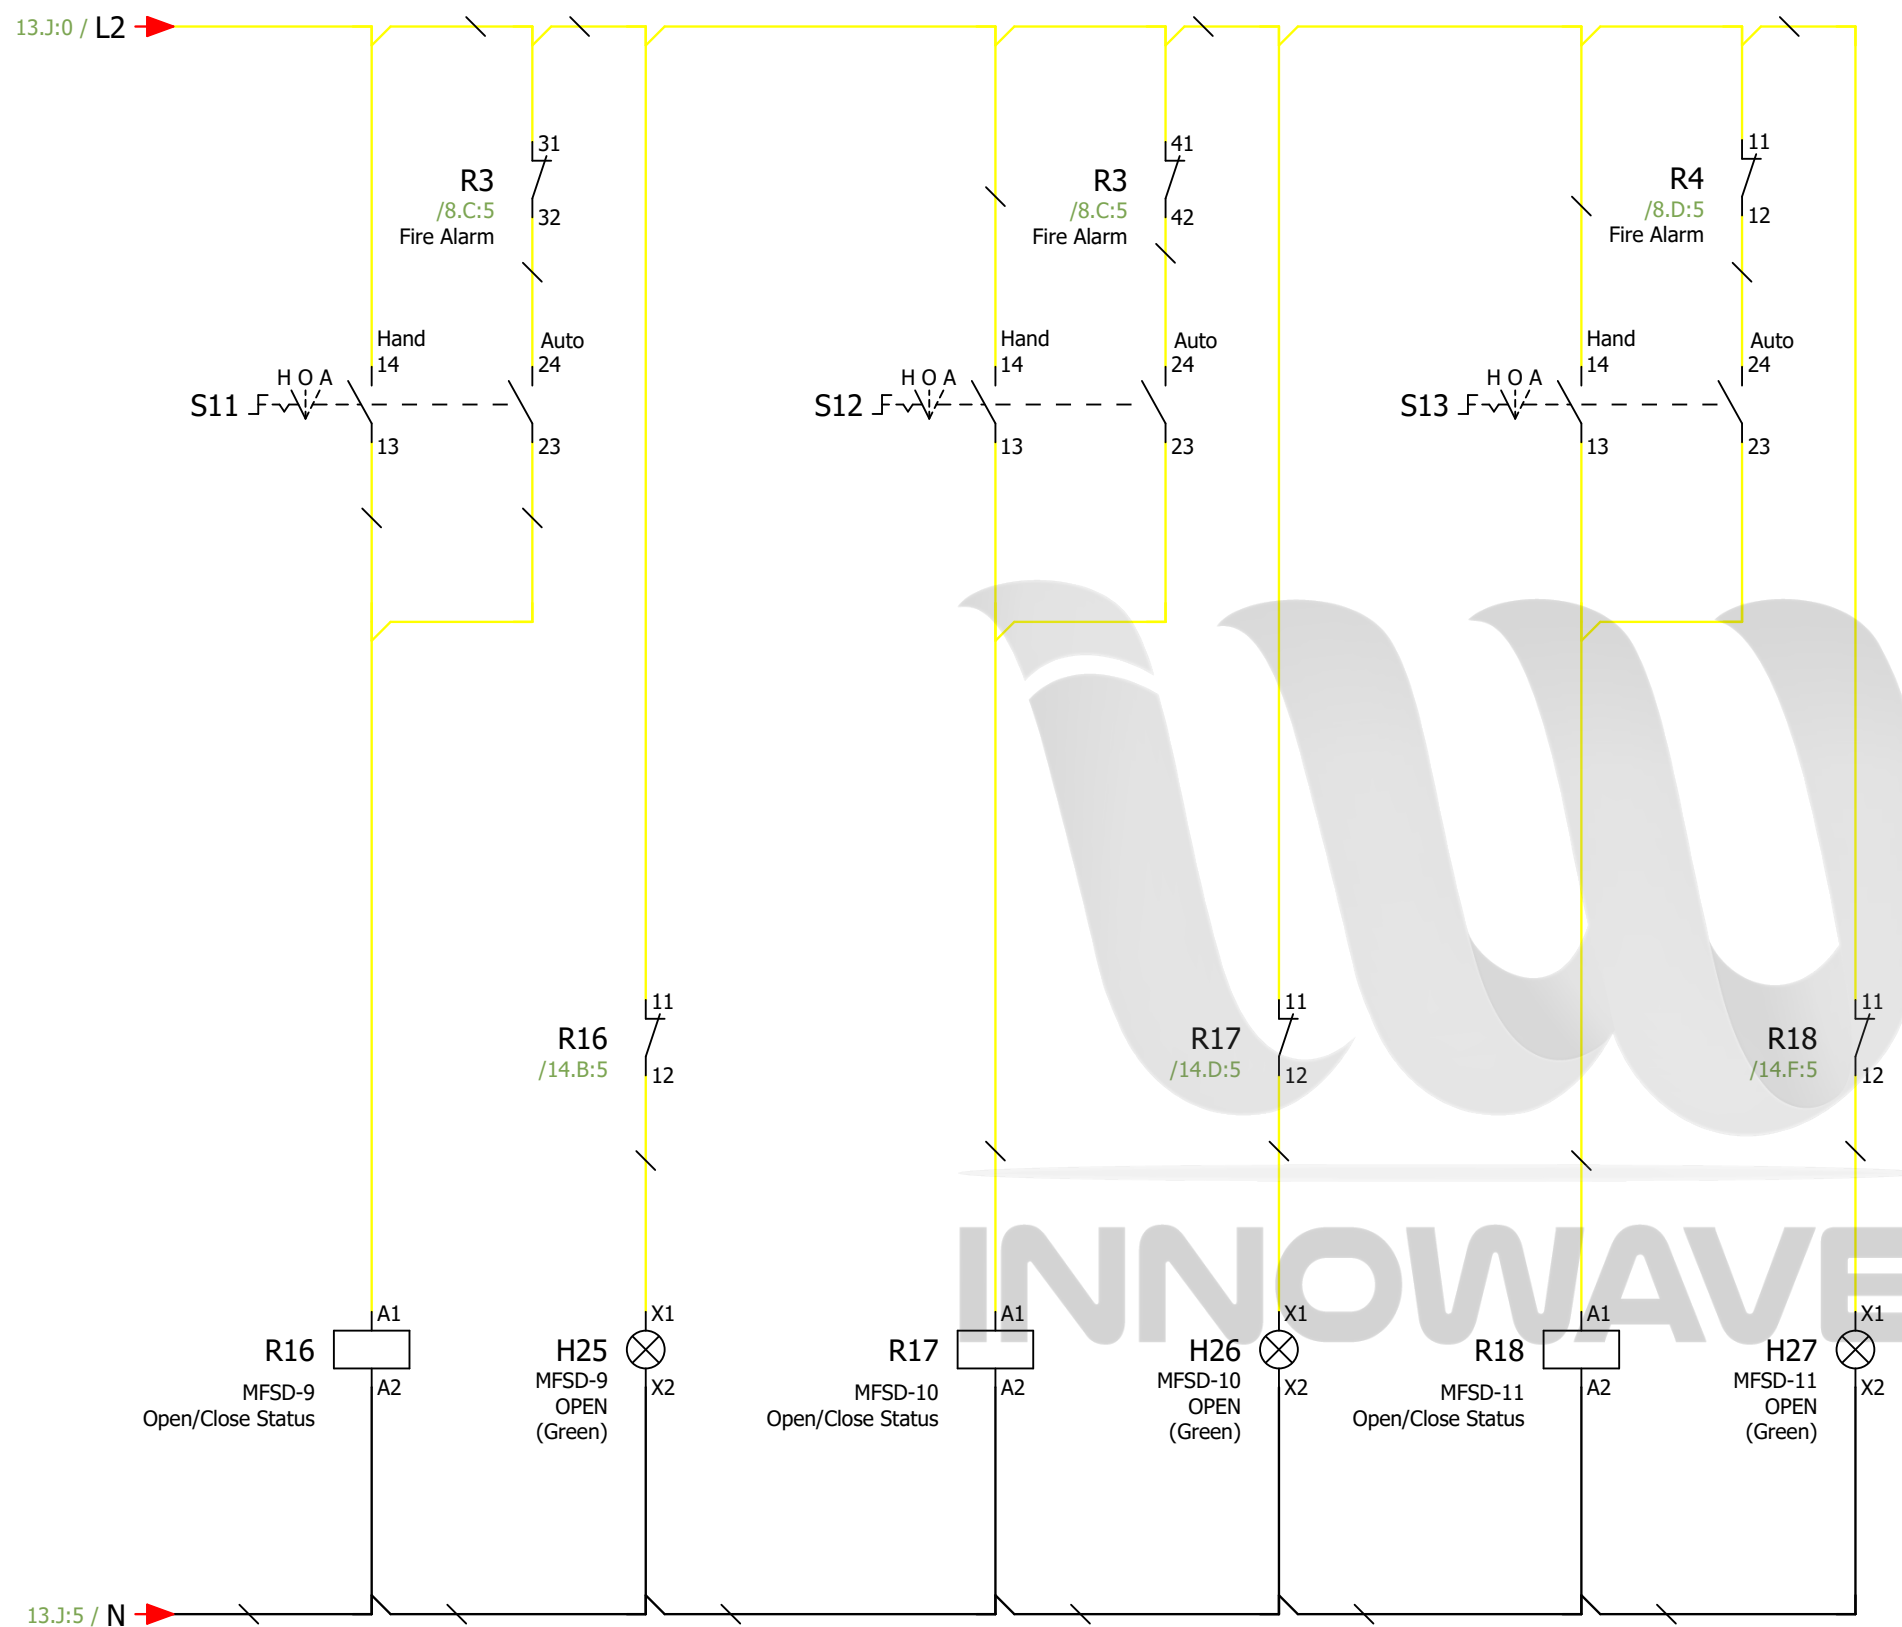 13.J:0 / L2
31
R3
/8.C:5
32
Fire Alarm
41
R3
/8.C:5
42
Fire Alarm
11
R4
/8.D:5
12
Fire Alarm
Hand
14
Auto
24
H O A
S11
13
23
Hand
14
Auto
24
H O A
S12
13
23
Hand
14
Auto
24
H O A
S13
13
23
11
R16
/14.B:5
12
11
R17
/14.D:5
12
11
R18
/14.F:5
12
INNOWAVE
A1
R16
A2
MFSD-9
Open/Close Status
X1
H25
X2
MFSD-9
OPEN
(Green)
A1
R17
A2
MFSD-10
Open/Close Status
X1
H26
X2
MFSD-10
OPEN
(Green)
A1
R18
A2
MFSD-11
Open/Close Status
X1
H27
X2
MFSD-11
OPEN
(Green)
13.J:5 / N